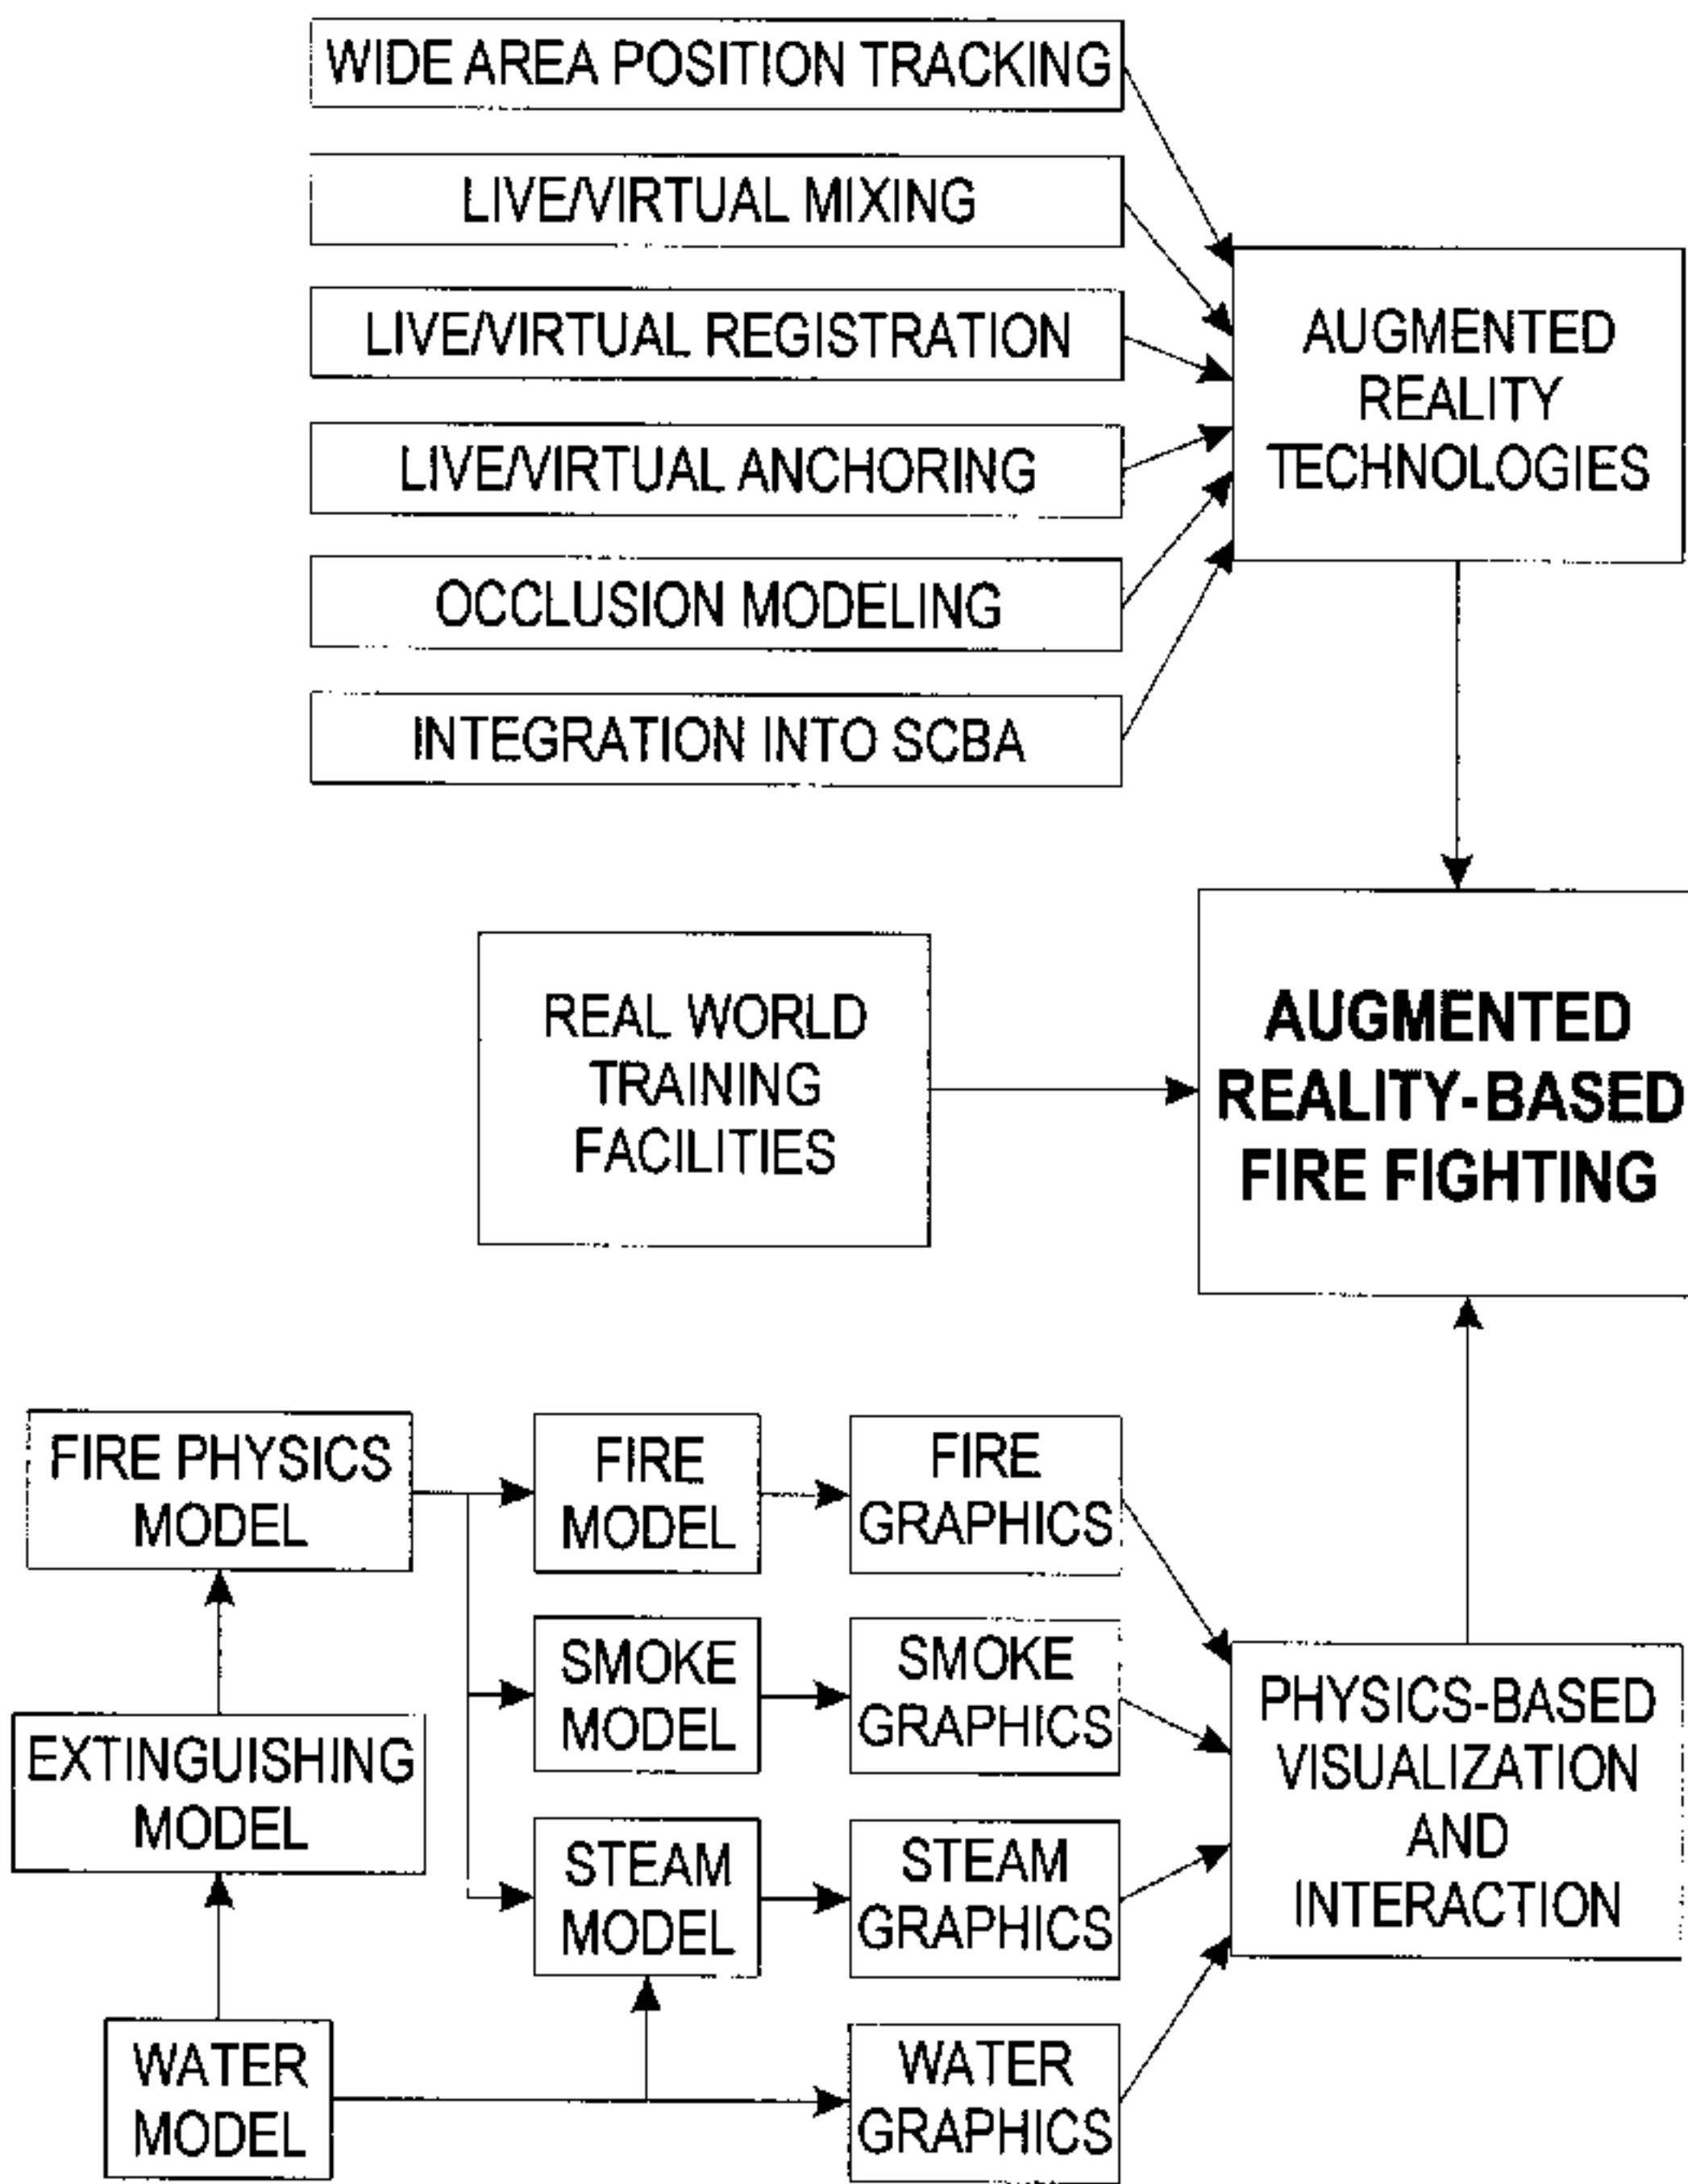 WIDE AREA POSITION TRACKING
LIVE/VIRTUAL MIXING
LIVE/VIRTUAL REGISTRATION
LIVE/VIRTUAL ANCHORING
OCCLUSION MODELING
INTEGRATION INTO SCBA
AUGMENTED
REALITY
TECHNOLOGIES
REAL WORLD
TRAINING
FACILITIES
AUGMENTED
REALITY-BASED
FIRE FIGHTING
FIRE PHYSICS
MODEL
FIRE
MODEL
FIRE
GRAPHICS
SMOKE
MODEL
SMOKE
GRAPHICS
EXTINGUISHING
MODEL
STEAM
MODEL
STEAM
GRAPHICS
PHYSICS-BASED
VISUALIZATION
AND
INTERACTION
WATER
MODEL
WATER
GRAPHICS